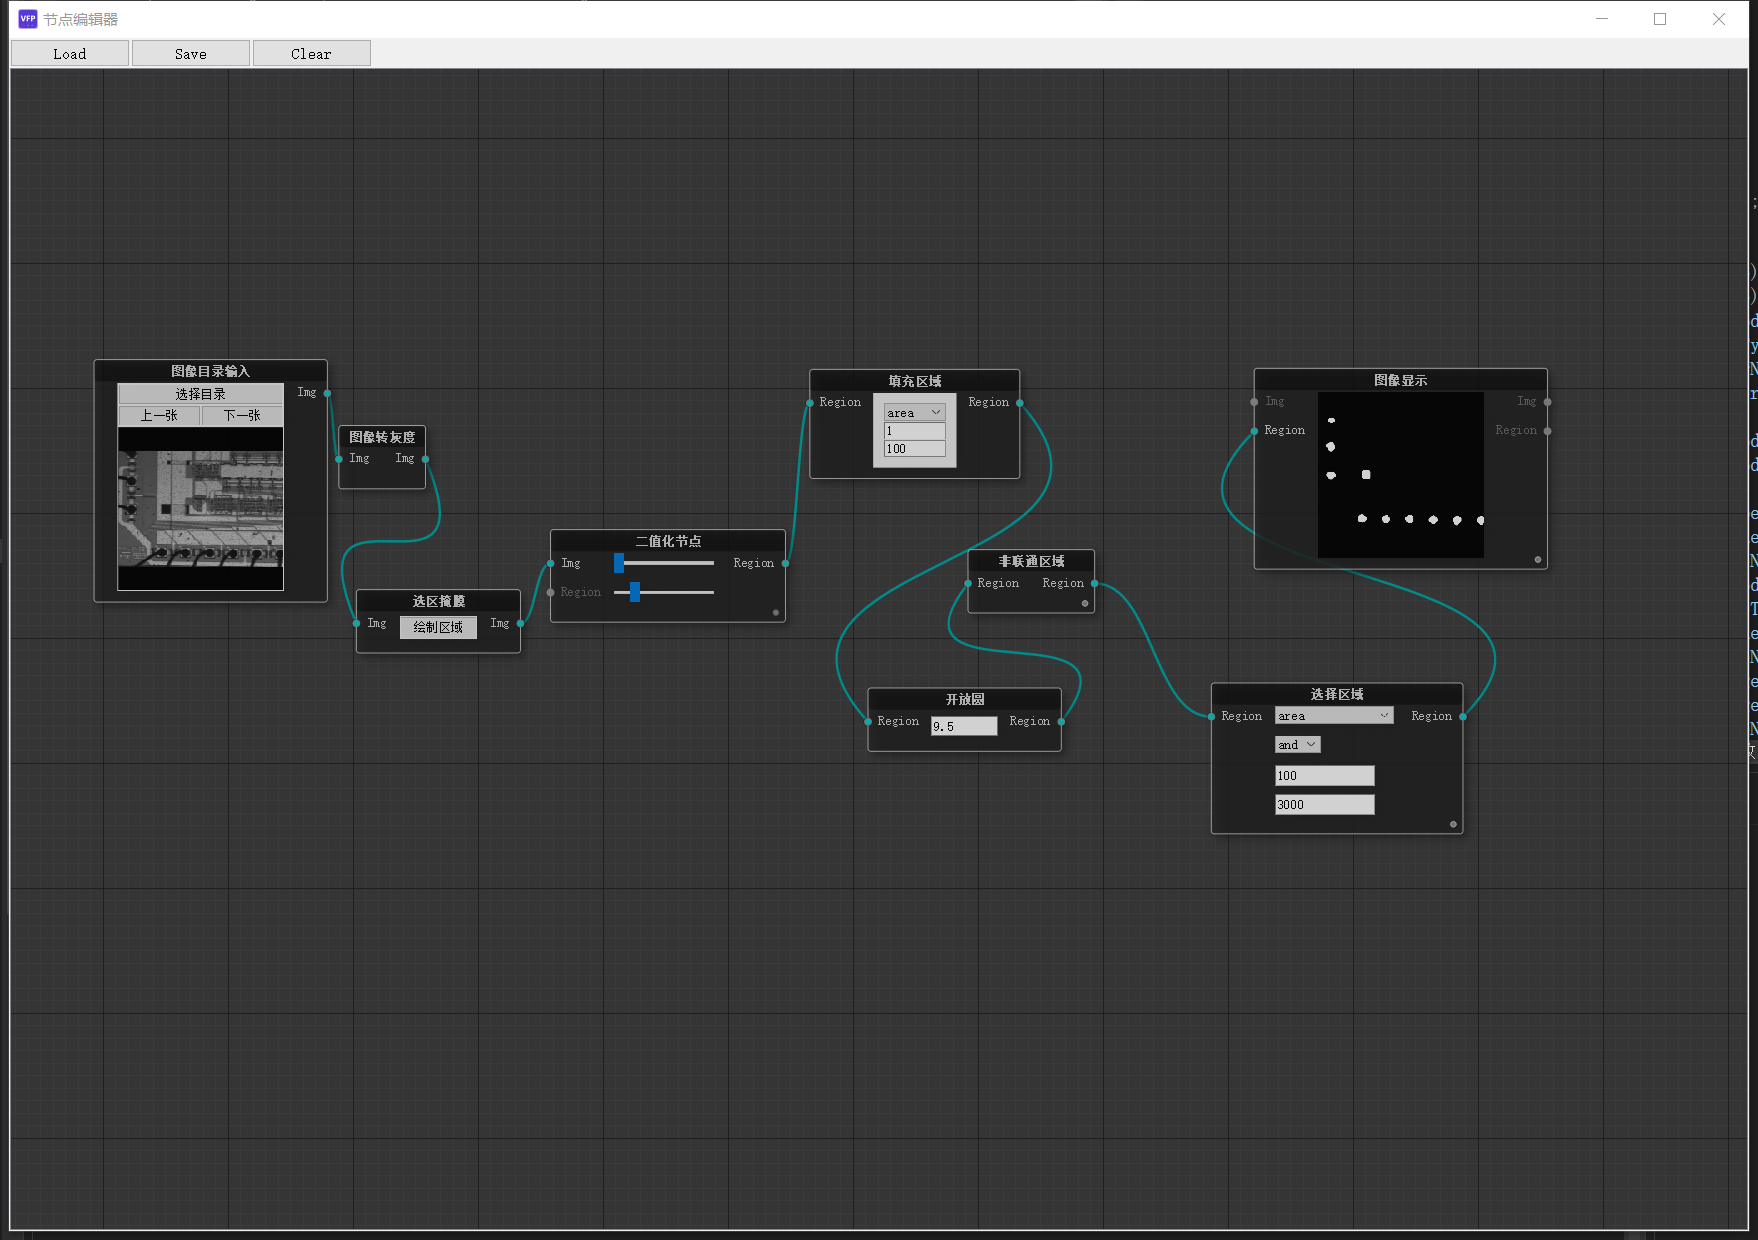 VFP 节点编辑器
Load Save Clear
图像目录输入
选择目录
Img
上一张 下一张
图像转灰度
Img Img
选区掩膜
Img 绘制区域 Img
二值化节点
Img Region
Region
填充区域
Region Region
area
1
100
非联通区域
Region Region
开放圆
Region 9.5 Region
选择区域
Region area Region
and
100
3000
图像显示
Img Img
Region Region
;
)
)
d
y
N
r
d
d
e
e
N
d
T
e
N
e
e
N